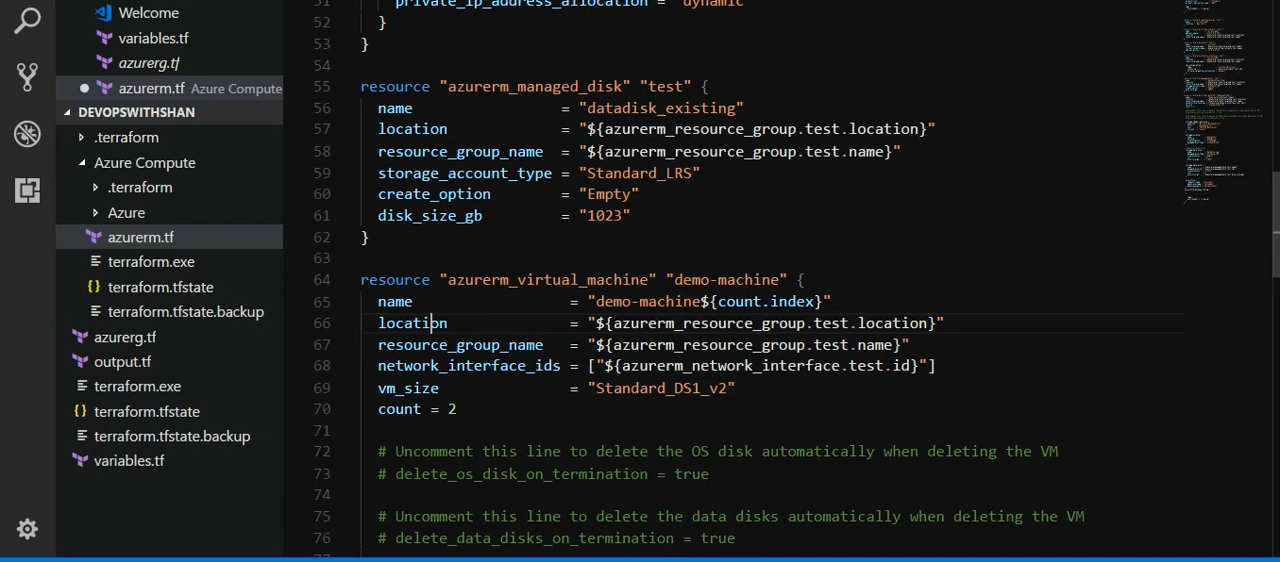 Welcome
variables.tf
azurerg.tf
azurerm.tf Azure Compute
DEVOPSWITHSHAN
.terraform
Azure Compute
.terraform
Azure
azurerm.tf
terraform.exe
terraform.tfstate
terraform.tfstate.backup
azurerg.tf
output.tf
terraform.exe
terraform.tfstate
terraform.tfstate.backup
variables.tf
51 private_ip_address_allocation = "dynamic"
52 }
53 }
54
55 resource "azurerm_managed_disk" "test" {
56 name = "datadisk_existing"
57 location = "${azurerm_resource_group.test.location}"
58 resource_group_name = "${azurerm_resource_group.test.name}"
59 storage_account_type = "Standard_LRS"
60 create_option = "Empty"
61 disk_size_gb = "1023"
62 }
63
64 resource "azurerm_virtual_machine" "demo-machine" {
65 name = "demo-machine${count.index}"
66 location = "${azurerm_resource_group.test.location}"
67 resource_group_name = "${azurerm_resource_group.test.name}"
68 network_interface_ids = ["${azurerm_network_interface.test.id}"]
69 vm_size = "Standard_DS1_v2"
70 count = 2
71
72 # Uncomment this line to delete the OS disk automatically when deleting the VM
73 # delete_os_disk_on_termination = true
74
75 # Uncomment this line to delete the data disks automatically when deleting the VM
76 # delete_data_disks_on_termination = true